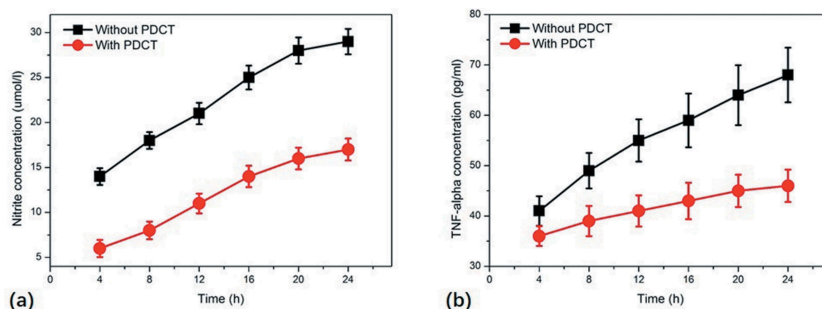 Without PDCT
With PDCT
30
25
20
15
10
5
Nitrite concentration (umol/l)
4 8 12 16 20 24
Time (h)
(a)
Without PDCT
With PDCT
80
70
60
50
40
30
TNF-alpha concentration (pg/ml)
4 8 12 16 20 24
Time (h)
(b)